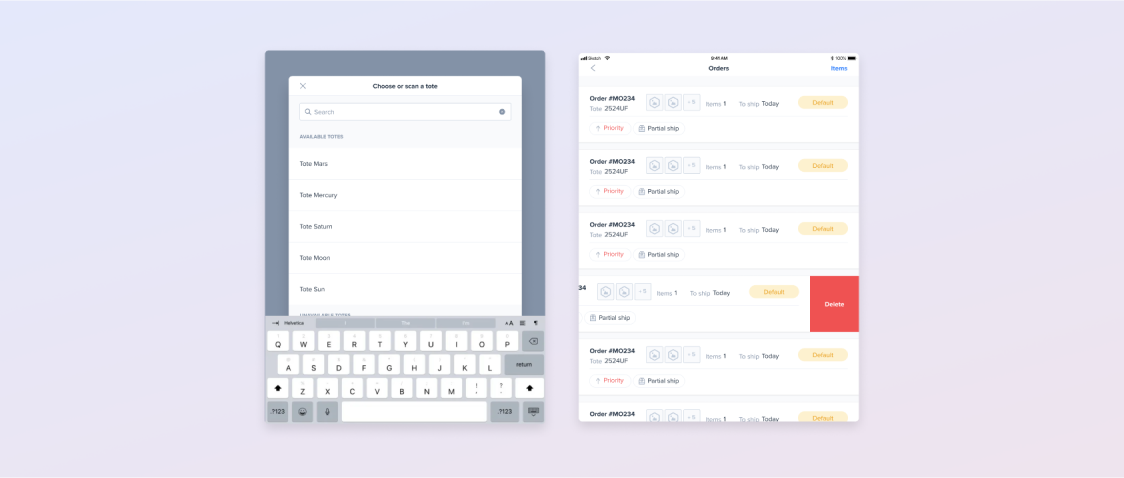 Choose or scan a tote
Search
AVAILABLE TOTES
Tote Mars
Tote Mercury
Tote Saturn
Tote Moon
Tote Sun
UNAVAILABLE TOTES
Helvetica I The I'm AA
Q W E R T Y U I O P
A S D F G H J K L return
Z X C V B N M ! , ? .
.?123 .?123
Sketch 9:41 AM 100%
Orders Items
Order #MO234 +5 Items 1 To ship Today Default
Tote 2524UF
Priority Partial ship
Order #MO234 +5 Items 1 To ship Today Default
Tote 2524UF
Priority Partial ship
Order #MO234 +5 Items 1 To ship Today Default
Tote 2524UF
Priority Partial ship
34 +5 Items 1 To ship Today Default Delete
Partial ship
Order #MO234 +5 Items 1 To ship Today Default
Tote 2524UF
Priority Partial ship
Order #MO234 +5 Items 1 To ship Today Default